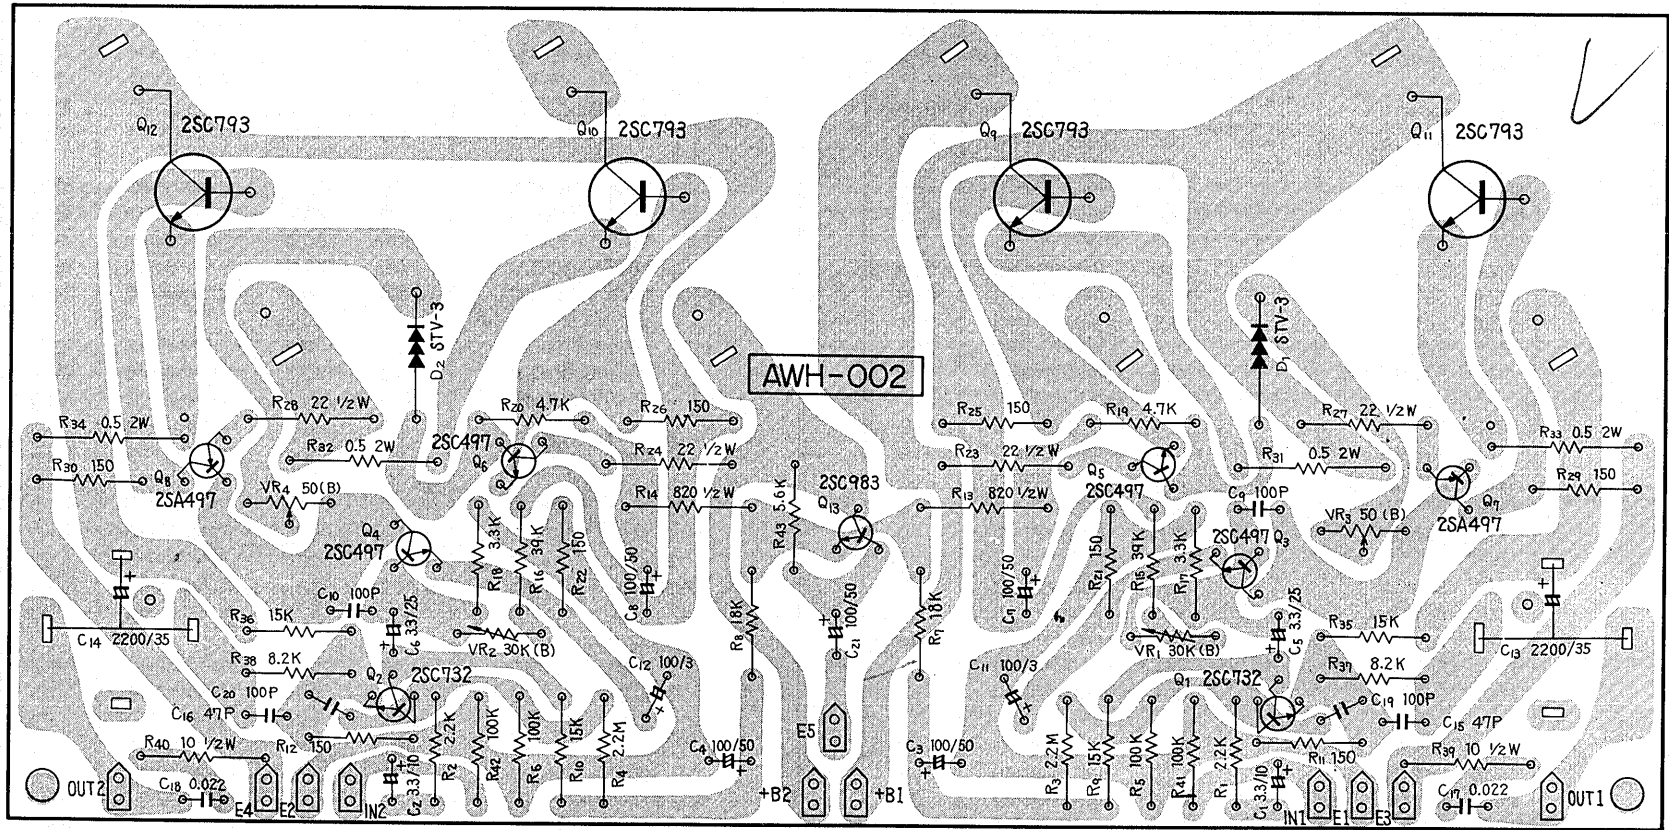 Q12 2SC793
Q10 2SC793
Q9 2SC793
Q11 2SC793
D2 STV-3
D1 STV-3
AWH-002
R34 0.5 2W
R28 22 1/2W
R20 4.7K
R26 150
R25 150
R19 4.7K
R27 22 1/2W
R33 0.5 2W
R32 0.5 2W
2SC497
Q6
R24 22 1/2W
R23 22 1/2W
Q5
2SC497
R31 0.5 2W
R30 150
Q8
2SA497
VR4 50(B)
R14 820 1/2W
R43 5.6K
2SC983
Q13
R13 820 1/2W
C9 100P
VR3 50(B)
Q7
2SA497
R29 150
Q4
2SC497
R18 3.3K
R16 39K
R22 150
C8 100/50
R21 150
R15 39K
R17 3.3K
2SC497 Q3
C7 100/50
C10 100P
C6 3.3/25
R8 18K
C21 100/50
R7 18K
C5 3.3/25
R36 15K
C14 2200/35
VR2 30K(B)
VR1 30K(B)
R35 15K
C13 2200/35
R38 8.2K
Q2 2SC732
C12 100/3
C11 100/3
Q1 2SC732
R37 8.2K
C20 100P
C16 47P
C19 100P
C15 47P
R40 10 1/2W
R12 150
R2 2.2K
R42 100K
R6 100K
R10 15K
R4 2.2M
C4 100/50
E5
C3 100/50
R3 2.2M
R9 15K
R5 100K
R41 100K
R1 2.2K
R11 150
R39 10 1/2W
OUT2
C18 0.022
E4
E2
IN2
C2 3.3/10
+B2
+B1
C1 3.3/10
IN1
E1
E3
C17 0.022
OUT1